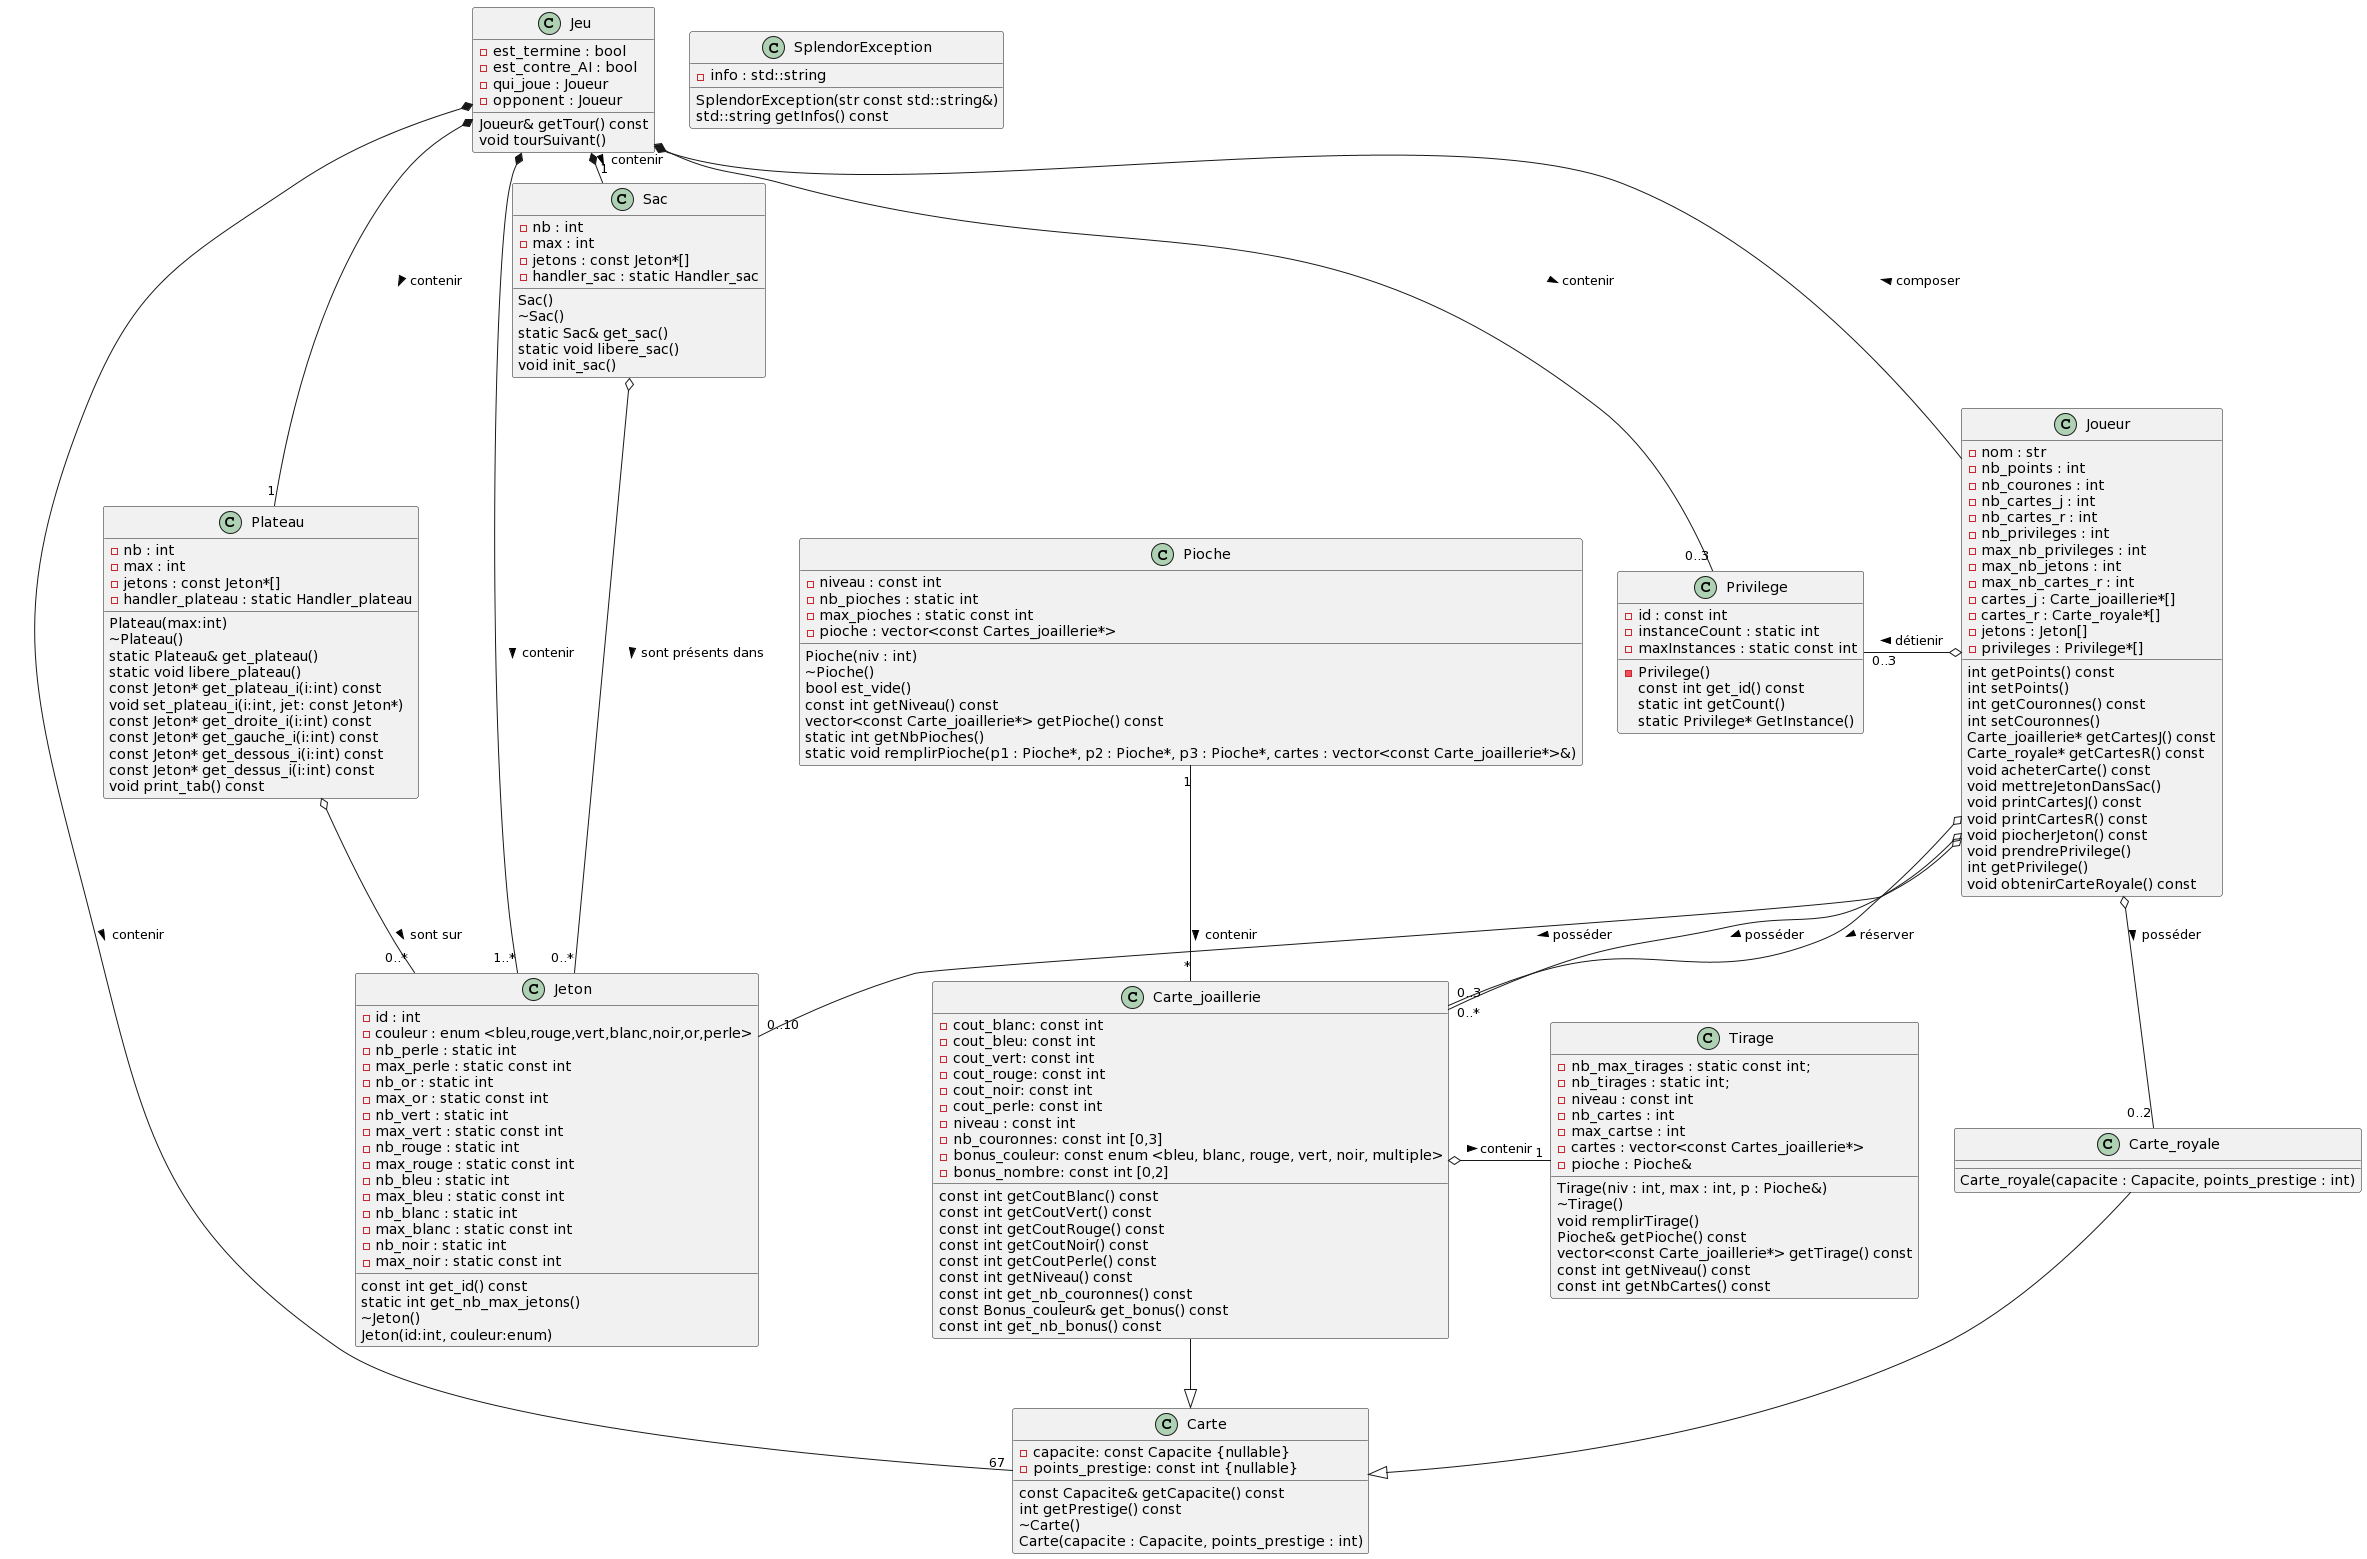 Jeu
est_termine : bool
est_contre_AI : bool
qui_joue : Joueur
opponent : Joueur
Joueur& getTour() const
void tourSuivant()
SplendorException
info : std::string
SplendorException(str const std::string&)
std::string getInfos() const
contenir
1
Sac
nb : int
max : int
jetons : const Jeton*[]
handler_sac : static Handler_sac
Sac()
~Sac()
static Sac& get_sac()
static void libere_sac()
void init_sac()
contenir
contenir
composer
Joueur
nom : str
nb_points : int
nb_courones : int
nb_cartes_j : int
nb_cartes_r : int
nb_privileges : int
max_nb_privileges : int
max_nb_jetons : int
max_nb_cartes_r : int
cartes_j : Carte_joaillerie*[]
cartes_r : Carte_royale*[]
jetons : Jeton[]
privileges : Privilege*[]
int getPoints() const
int setPoints()
int getCouronnes() const
int setCouronnes()
Carte_joaillerie* getCartesJ() const
Carte_royale* getCartesR() const
void acheterCarte() const
void mettreJetonDansSac()
void printCartesJ() const
void printCartesR() const
void piocherJeton() const
void prendrePrivilege()
int getPrivilege()
void obtenirCarteRoyale() const
1
Plateau
nb : int
max : int
jetons : const Jeton*[]
handler_plateau : static Handler_plateau
Plateau(max:int)
~Plateau()
static Plateau& get_plateau()
static void libere_plateau()
const Jeton* get_plateau_i(i:int) const
void set_plateau_i(i:int, jet: const Jeton*)
const Jeton* get_droite_i(i:int) const
const Jeton* get_gauche_i(i:int) const
const Jeton* get_dessous_i(i:int) const
const Jeton* get_dessus_i(i:int) const
void print_tab() const
contenir
sont présents dans
Pioche
niveau : const int
nb_pioches : static int
max_pioches : static const int
pioche : vector<const Cartes_joaillerie*>
Pioche(niv : int)
~Pioche()
bool est_vide()
const int getNiveau() const
vector<const Carte_joaillerie*> getPioche() const
static int getNbPioches()
static void remplirPioche(p1 : Pioche*, p2 : Pioche*, p3 : Pioche*, cartes : vector<const Carte_joaillerie*>&)
0..3
Privilege
id : const int
instanceCount : static int
maxInstances : static const int
Privilege()
const int get_id() const
static int getCount()
static Privilege* GetInstance()
détienir
0..3
1
contenir
sont sur
contenir
posséder
posséder
réserver
posséder
0..*
1..*
0..*
*
0..3
0..*
0..10
Jeton
id : int
couleur : enum <bleu,rouge,vert,blanc,noir,or,perle>
nb_perle : static int
max_perle : static const int
nb_or : static int
max_or : static const int
nb_vert : static int
max_vert : static const int
nb_rouge : static int
max_rouge : static const int
nb_bleu : static int
max_bleu : static const int
nb_blanc : static int
max_blanc : static const int
nb_noir : static int
max_noir : static const int
const int get_id() const
static int get_nb_max_jetons()
~Jeton()
Jeton(id:int, couleur:enum)
Carte_joaillerie
cout_blanc: const int
cout_bleu: const int
cout_vert: const int
cout_rouge: const int
cout_noir: const int
cout_perle: const int
niveau : const int
nb_couronnes: const int [0,3]
bonus_couleur: const enum <bleu, blanc, rouge, vert, noir, multiple>
bonus_nombre: const int [0,2]
const int getCoutBlanc() const
const int getCoutVert() const
const int getCoutRouge() const
const int getCoutNoir() const
const int getCoutPerle() const
const int getNiveau() const
const int get_nb_couronnes() const
const Bonus_couleur& get_bonus() const
const int get_nb_bonus() const
contenir
1
Tirage
nb_max_tirages : static const int;
nb_tirages : static int;
niveau : const int
nb_cartes : int
max_cartse : int
cartes : vector<const Cartes_joaillerie*>
pioche : Pioche&
Tirage(niv : int, max : int, p : Pioche&)
~Tirage()
void remplirTirage()
Pioche& getPioche() const
vector<const Carte_joaillerie*> getTirage() const
const int getNiveau() const
const int getNbCartes() const
0..2
Carte_royale
Carte_royale(capacite : Capacite, points_prestige : int)
67
Carte
capacite: const Capacite {nullable}
points_prestige: const int {nullable}
const Capacite& getCapacite() const
int getPrestige() const
~Carte()
Carte(capacite : Capacite, points_prestige : int)